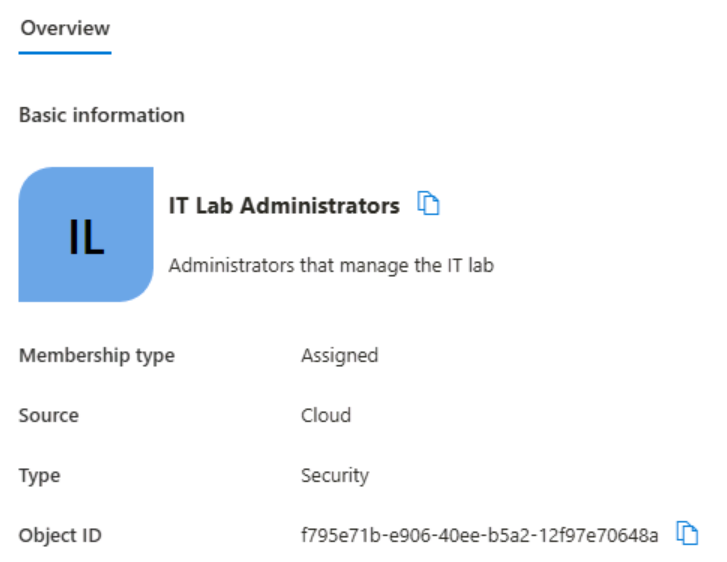 Overview
Basic information
IL
IT Lab Administrators
Administrators that manage the IT lab
Membership type Assigned
Source Cloud
Type Security
Object ID f795e71b-e906-40ee-b5a2-12f97e70648a